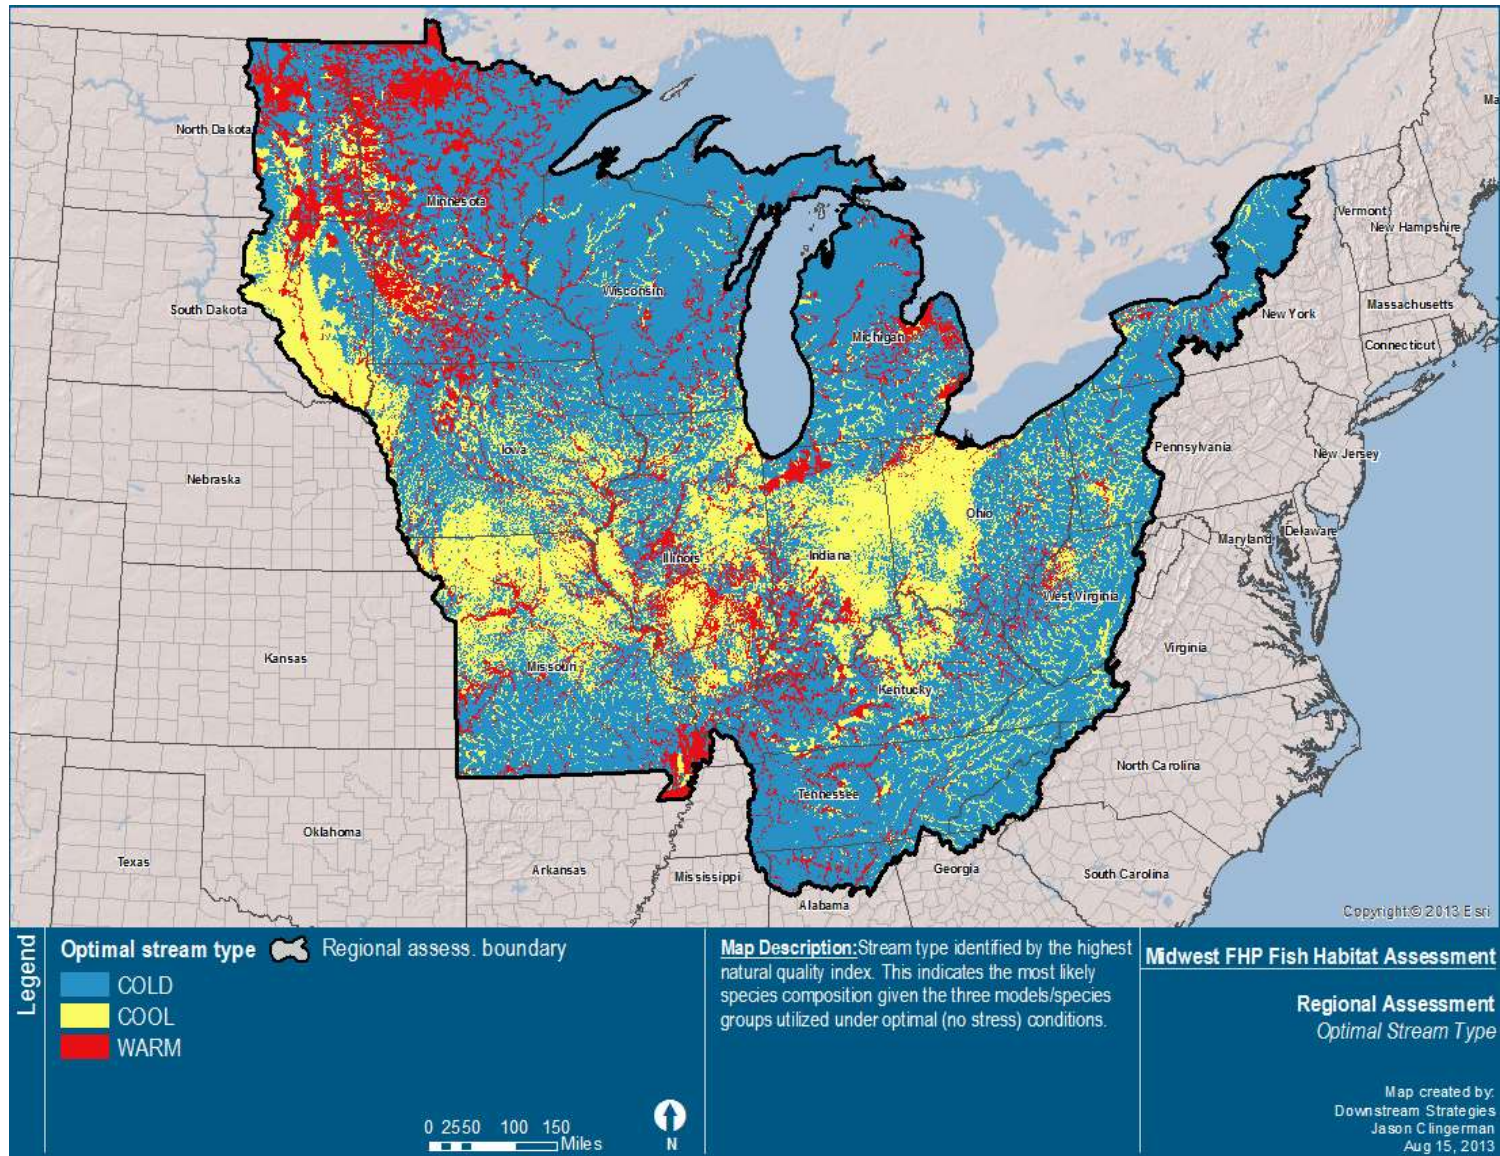 North Dakota
Minnesota
South Dakota
Wisconsin
Michigan
Vermont
New Hampshire
Massachusetts
New York
Connecticut
Iowa
Nebraska
Pennsylvania
New Jersey
Ohio
Illinois
Indiana
Maryland
Delaware
West Virginia
Kansas
Missouri
Kentucky
Virginia
North Carolina
Tennessee
Oklahoma
Texas
Arkansas
Mississippi
Alabama
Georgia
South Carolina
Ma
Copyright:© 2013 Esri
Legend
Optimal stream type
Regional assess. boundary
COLD
COOL
WARM
0 2550 100 150
Miles
N
Map Description:Stream type identified by the highest
natural quality index. This indicates the most likely
species composition given the three models/species
groups utilized under optimal (no stress) conditions.
Midwest FHP Fish Habitat Assessment
Regional Assessment
Optimal Stream Type
Map created by:
Downstream Strategies
Jason Clingerman
Aug 15, 2013